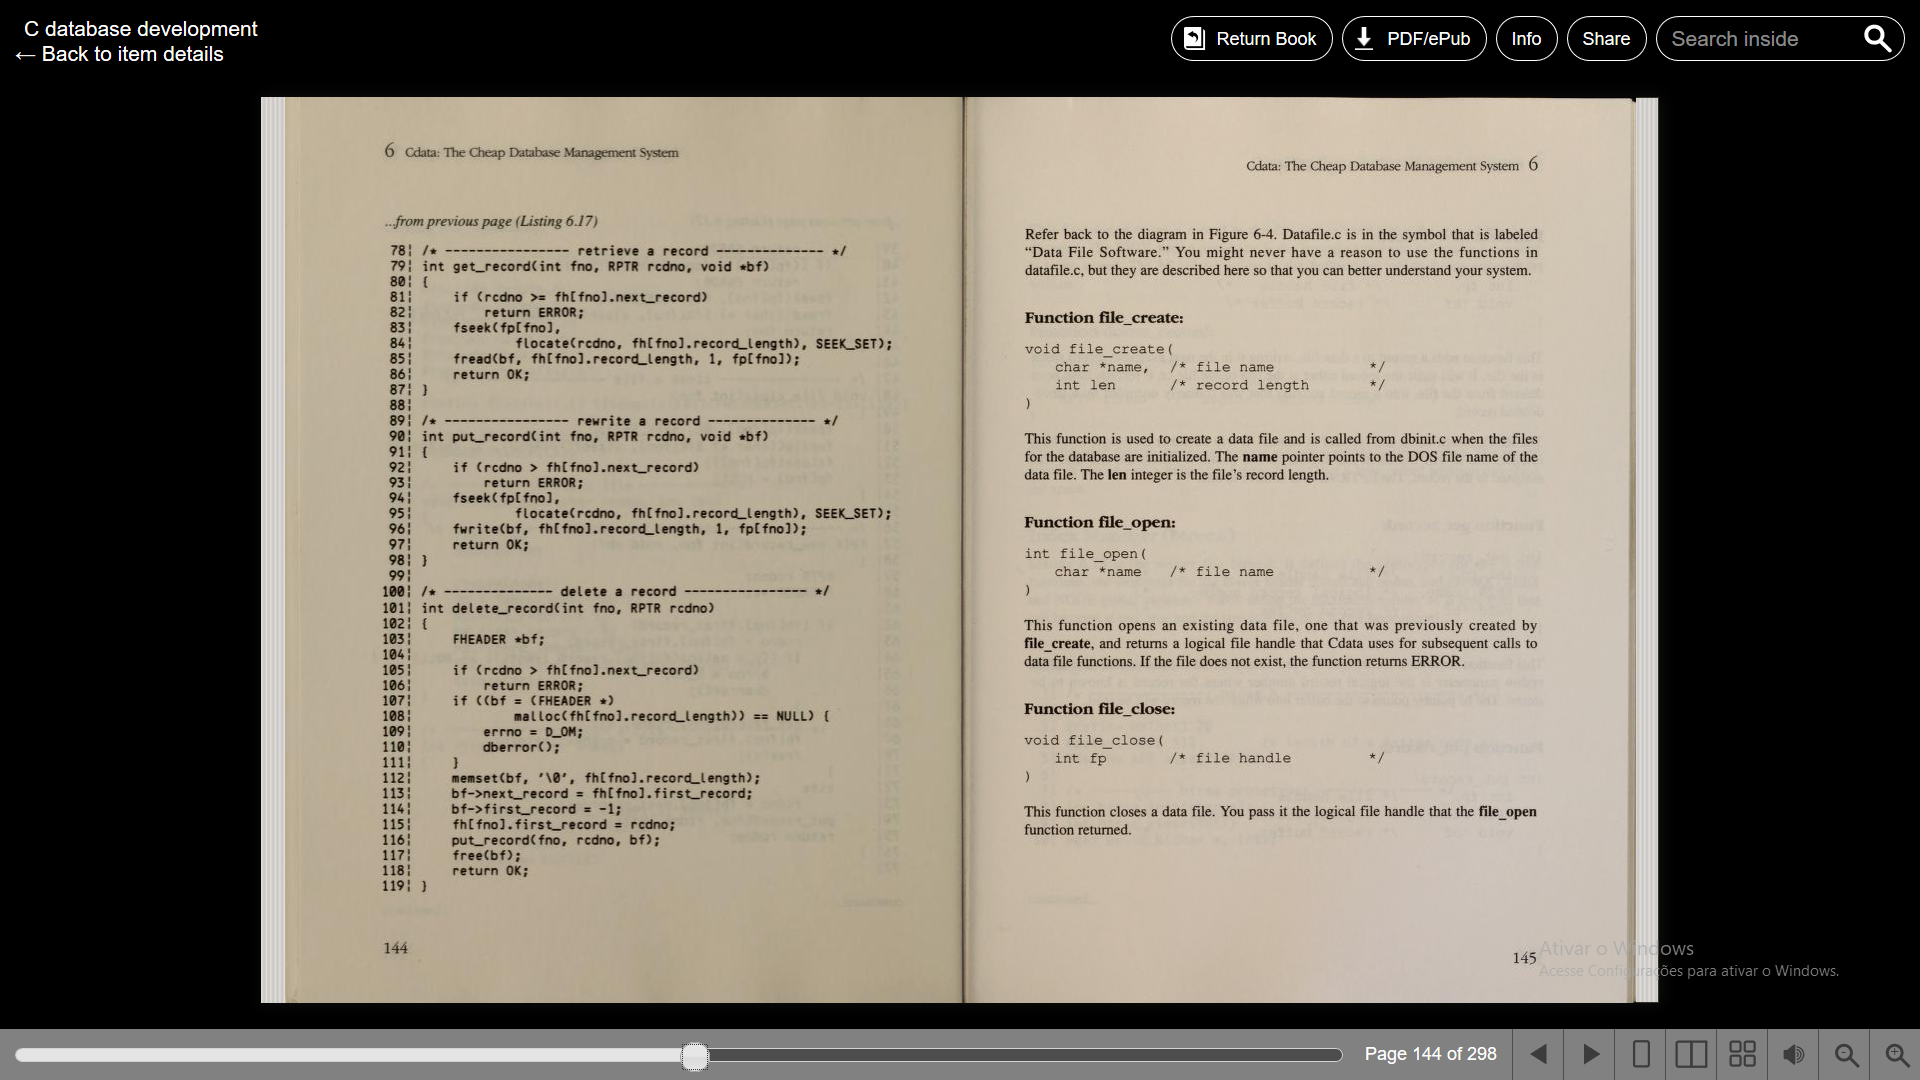 C database development
← Back to item details
Return Book
PDF/ePub
Info
Share
Search inside
6 Cdata: The Cheap Database Management System
...from previous page (Listing 6.17)
78¦ /* ---------------- retrieve a record -------------- */
79¦ int get_record(int fno, RPTR rcdno, void *bf)
80¦ {
81¦     if (rcdno >= fh[fno].next_record)
82¦         return ERROR;
83¦     fseek(fp[fno],
84¦             flocate(rcdno, fh[fno].record_length), SEEK_SET);
85¦     fread(bf, fh[fno].record_length, 1, fp[fno]);
86¦     return OK;
87¦ }
88¦
89¦ /* ---------------- rewrite a record -------------- */
90¦ int put_record(int fno, RPTR rcdno, void *bf)
91¦ {
92¦     if (rcdno > fh[fno].next_record)
93¦         return ERROR;
94¦     fseek(fp[fno],
95¦             flocate(rcdno, fh[fno].record_length), SEEK_SET);
96¦     fwrite(bf, fh[fno].record_length, 1, fp[fno]);
97¦     return OK;
98¦ }
99¦
100¦ /* -------------- delete a record ---------------- */
101¦ int delete_record(int fno, RPTR rcdno)
102¦ {
103¦     FHEADER *bf;
104¦
105¦     if (rcdno > fh[fno].next_record)
106¦         return ERROR;
107¦     if ((bf = (FHEADER *)
108¦             malloc(fh[fno].record_length)) == NULL) {
109¦         errno = D_OM;
110¦         dberror();
111¦     }
112¦     memset(bf, '\0', fh[fno].record_length);
113¦     bf->next_record = fh[fno].first_record;
114¦     bf->first_record = -1;
115¦     fh[fno].first_record = rcdno;
116¦     put_record(fno, rcdno, bf);
117¦     free(bf);
118¦     return OK;
119¦ }
144
Cdata: The Cheap Database Management System 6
Refer back to the diagram in Figure 6-4. Datafile.c is in the symbol that is labeled
“Data File Software.” You might never have a reason to use the functions in
datafile.c, but they are described here so that you can better understand your system.
Function file_create:
void file_create(
char *name, /* file name */
int len /* record length */
)
This function is used to create a data file and is called from dbinit.c when the files
for the database are initialized. The name pointer points to the DOS file name of the
data file. The len integer is the file’s record length.
Function file_open:
int file_open(
char *name /* file name */
)
This function opens an existing data file, one that was previously created by
file_create, and returns a logical file handle that Cdata uses for subsequent calls to
data file functions. If the file does not exist, the function returns ERROR.
Function file_close:
void file_close(
int fp /* file handle */
)
This function closes a data file. You pass it the logical file handle that the file_open
function returned.
145
Ativar o Windows
Acesse Configurações para ativar o Windows.
Page 144 of 298